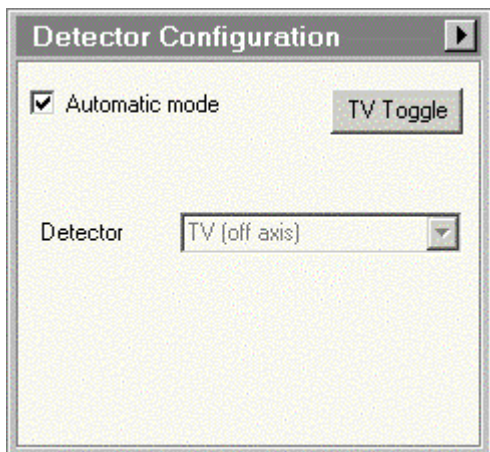 Detector Configuration
Automatic mode
TV Toggle
Detector
TV (off axis)